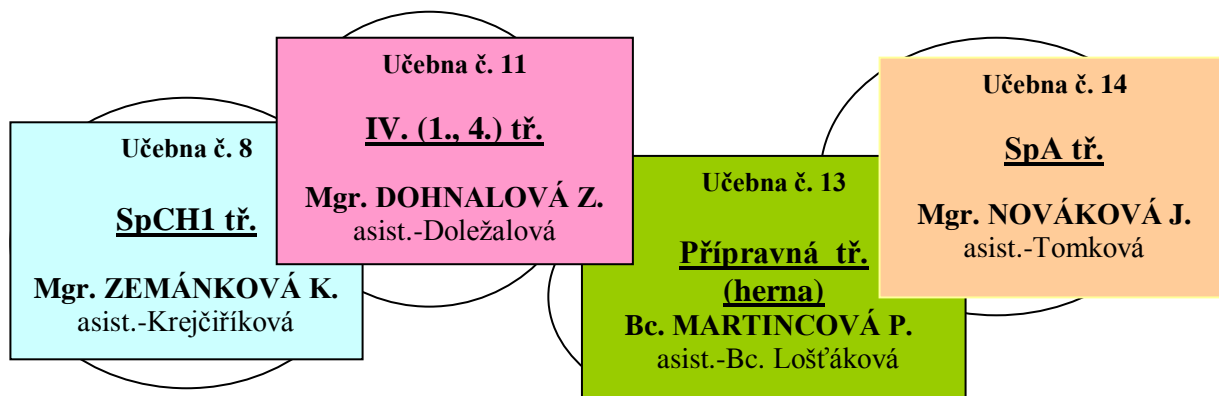 Učebna č. 8
SpCH1 tř.
Mgr. ZEMÁNKOVÁ K.
asist.-Krejčiříková
Učebna č. 11
IV. (1., 4.) tř.
Mgr. DOHNALOVÁ Z.
asist.-Doležalová
Učebna č. 13
Přípravná tř.
(herna)
Bc. MARTINCOVÁ P.
asist.-Bc. Lošťáková
Učebna č. 14
SpA tř.
Mgr. NOVÁKOVÁ J.
asist.-Tomková